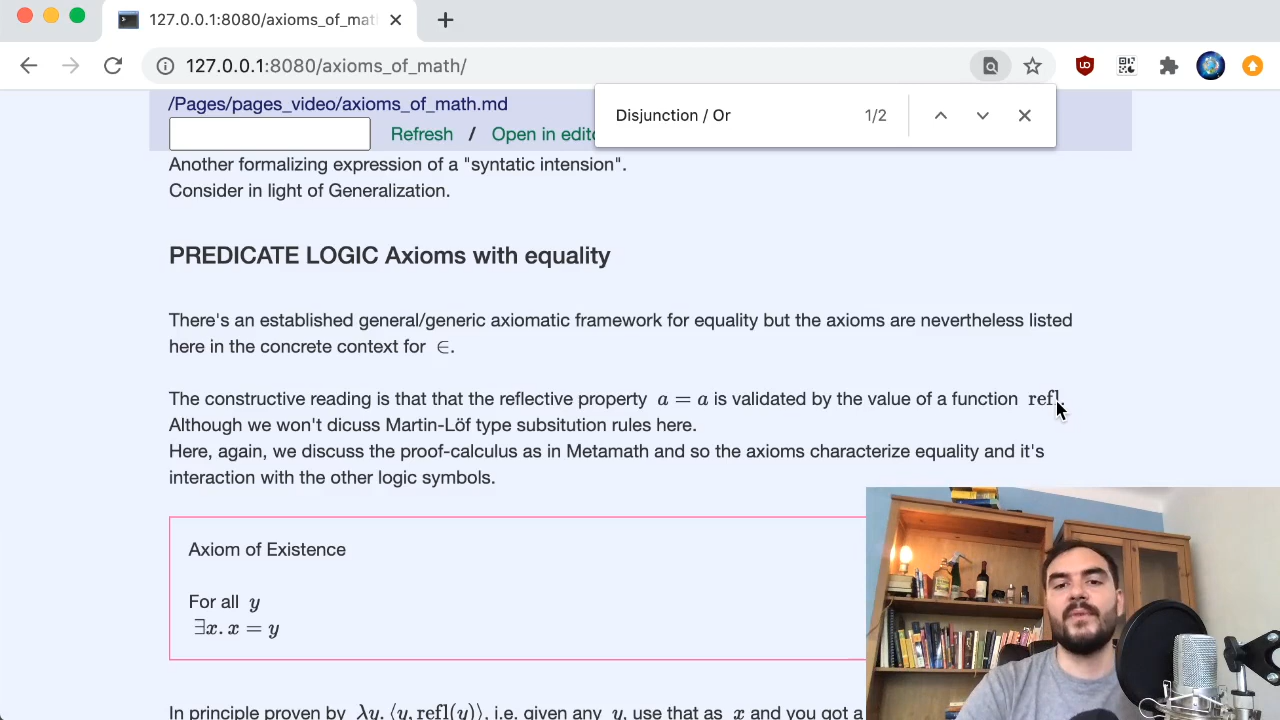 127.0.0.1:8080/axioms_of_mat
127.0.0.1:8080/axioms_of_math/
Disjunction / Or 1/2
/Pages/pages_video/axioms_of_math.md
Refresh / Open in edito
Another formalizing expression of a "syntatic intension".
Consider in light of Generalization.
PREDICATE LOGIC Axioms with equality
There's an established general/generic axiomatic framework for equality but the axioms are nevertheless listed
here in the concrete context for ∈.
The constructive reading is that that the reflective property a = a is validated by the value of a function refl.
Although we won't dicuss Martin-Löf type subsitution rules here.
Here, again, we discuss the proof-calculus as in Metamath and so the axioms characterize equality and it's
interaction with the other logic symbols.
Axiom of Existence
For all y
∃x. x = y
In principle proven by λy. ⟨y, refl(y)⟩, i.e. given any y, use that as x and you got a